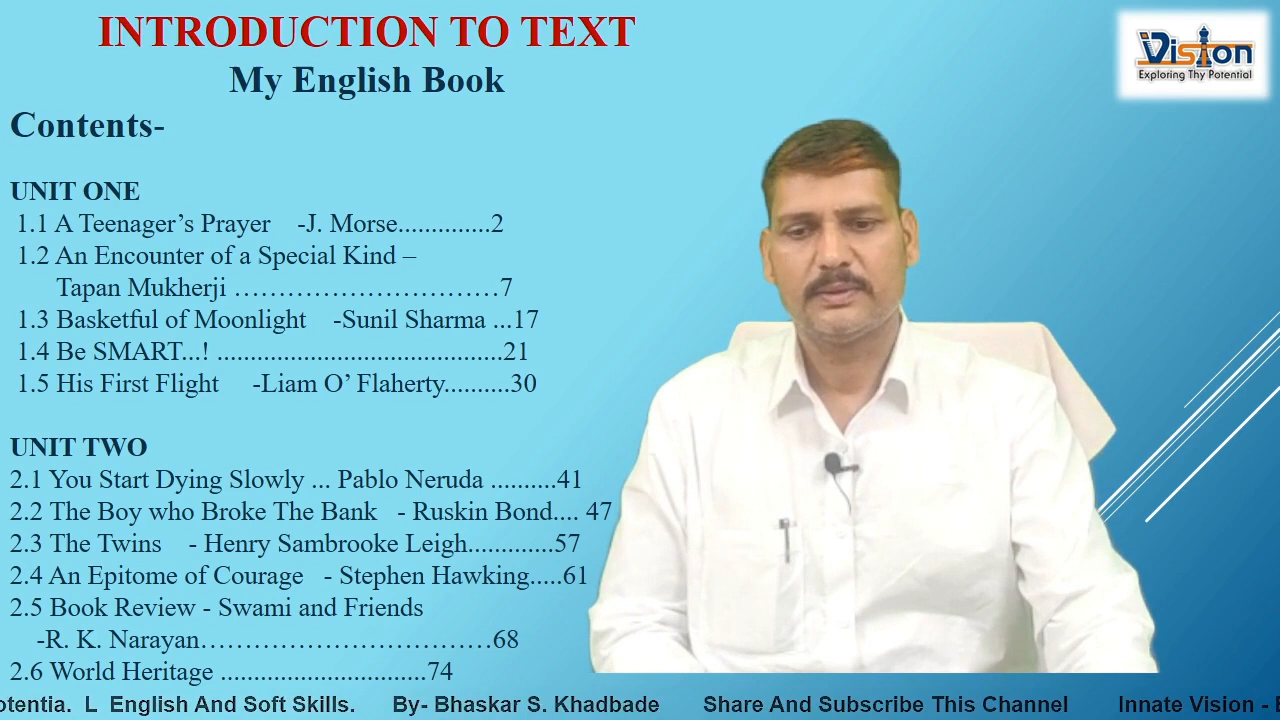 INTRODUCTION TO TEXT
My English Book
Contents-
UNIT ONE
1.1 A Teenager’s Prayer -J. Morse..............2
1.2 An Encounter of a Special Kind –
Tapan Mukherji …………………………7
1.3 Basketful of Moonlight -Sunil Sharma ...17
1.4 Be SMART...! ...........................................21
1.5 His First Flight -Liam O’ Flaherty..........30
UNIT TWO
2.1 You Start Dying Slowly ... Pablo Neruda ..........41
2.2 The Boy who Broke The Bank - Ruskin Bond.... 47
2.3 The Twins - Henry Sambrooke Leigh.............57
2.4 An Epitome of Courage - Stephen Hawking.....61
2.5 Book Review - Swami and Friends
-R. K. Narayan……………………………68
2.6 World Heritage ...............................74
Vision
Exploring Thy Potential
otentia. L English And Soft Skills. By- Bhaskar S. Khadbade Share And Subscribe This Channel Innate Vision -